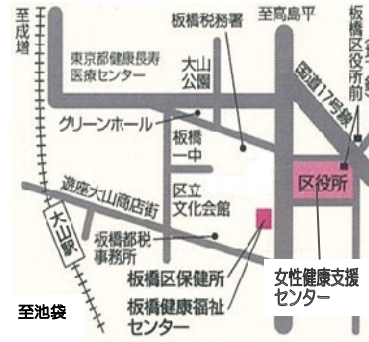 至成増
板橋税務署
至高島平
板橋区役所前
東京都健康長寿
医療センター
大山
公園
国道17号線
グリーンホール
板橋
一中
区役所
遊座大山商店街
区立
文化会館
大山駅
板橋都税
事務所
板橋区保健所
板橋健康福祉
センター
女性健康支援
センター
至池袋